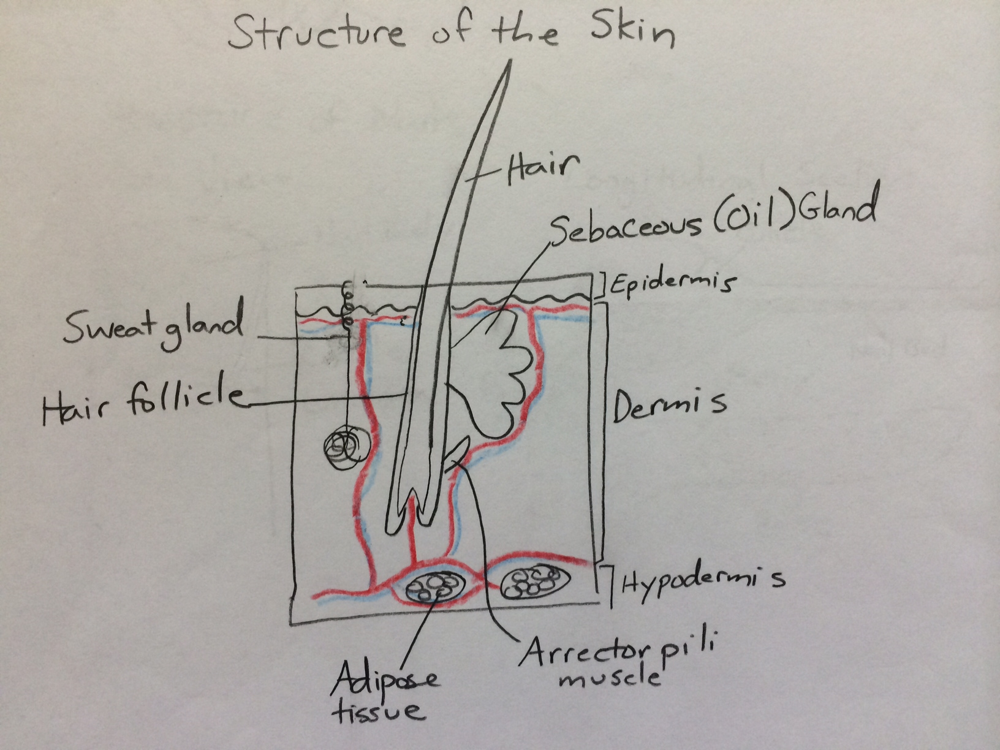 Structure of the Skin
Hair
Sebaceous (Oil) Gland
Epidermis
Sweat gland
Hair follicle
Dermis
Hypodermis
Arrector pili
muscle
Adipose
tissue